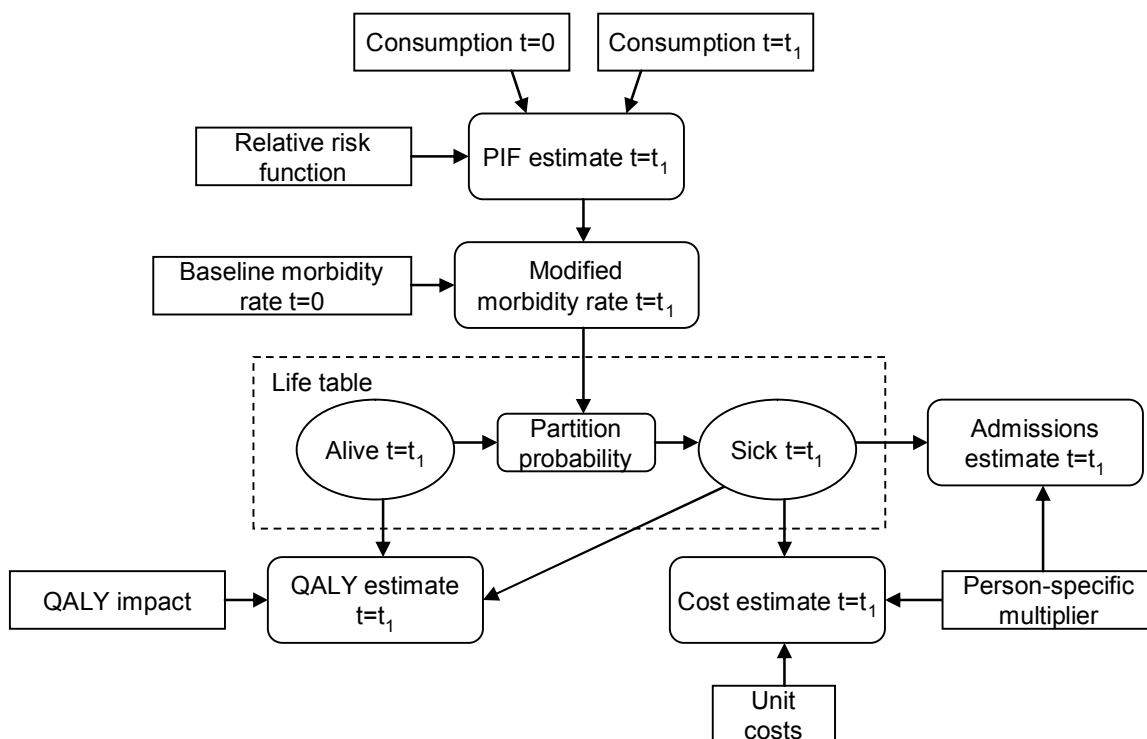 Consumption t=0
Consumption t=t₁
Relative risk
function
PIF estimate t=t₁
Baseline morbidity
rate t=0
Modified
morbidity rate t=t₁
Life table
Alive t=t₁
Partition
probability
Sick t=t₁
Admissions
estimate t=t₁
QALY impact
QALY estimate
t=t₁
Cost estimate t=t₁
Person-specific
multiplier
Unit
costs